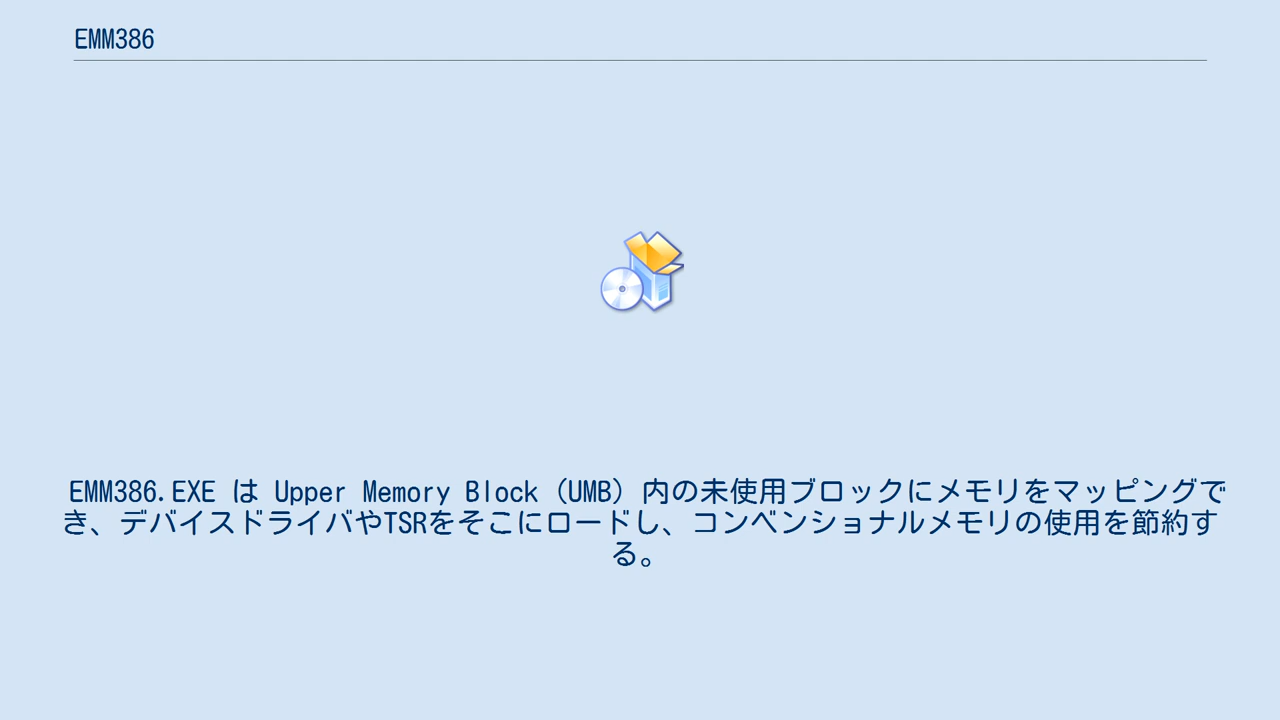 EMM386
EMM386.EXE は Upper Memory Block（UMB）内の未使用ブロックにメモリをマッピングで
き、デバイスドライバやTSRをそこにロードし、コンベンショナルメモリの使用を節約す
る。